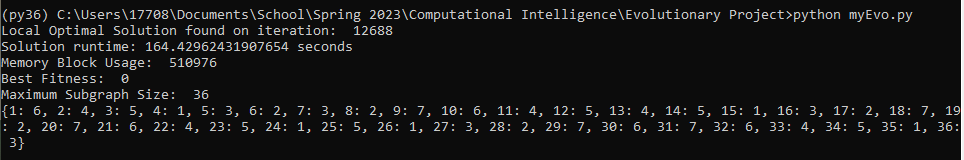 (py36) C:\Users\17708\Documents\School\Spring 2023\Computational Intelligence\Evolutionary Project>python myEvo.py
Local Optimal Solution found on iteration:  12688
Solution runtime: 164.42962431907654 seconds
Memory Block Usage:  510976
Best Fitness:  0
Maximum Subgraph Size:  36
{1: 6, 2: 4, 3: 5, 4: 1, 5: 3, 6: 2, 7: 3, 8: 2, 9: 7, 10: 6, 11: 4, 12: 5, 13: 4, 14: 5, 15: 1, 16: 3, 17: 2, 18: 7, 19
: 2, 20: 7, 21: 6, 22: 4, 23: 5, 24: 1, 25: 5, 26: 1, 27: 3, 28: 2, 29: 7, 30: 6, 31: 7, 32: 6, 33: 4, 34: 5, 35: 1, 36:
 3}